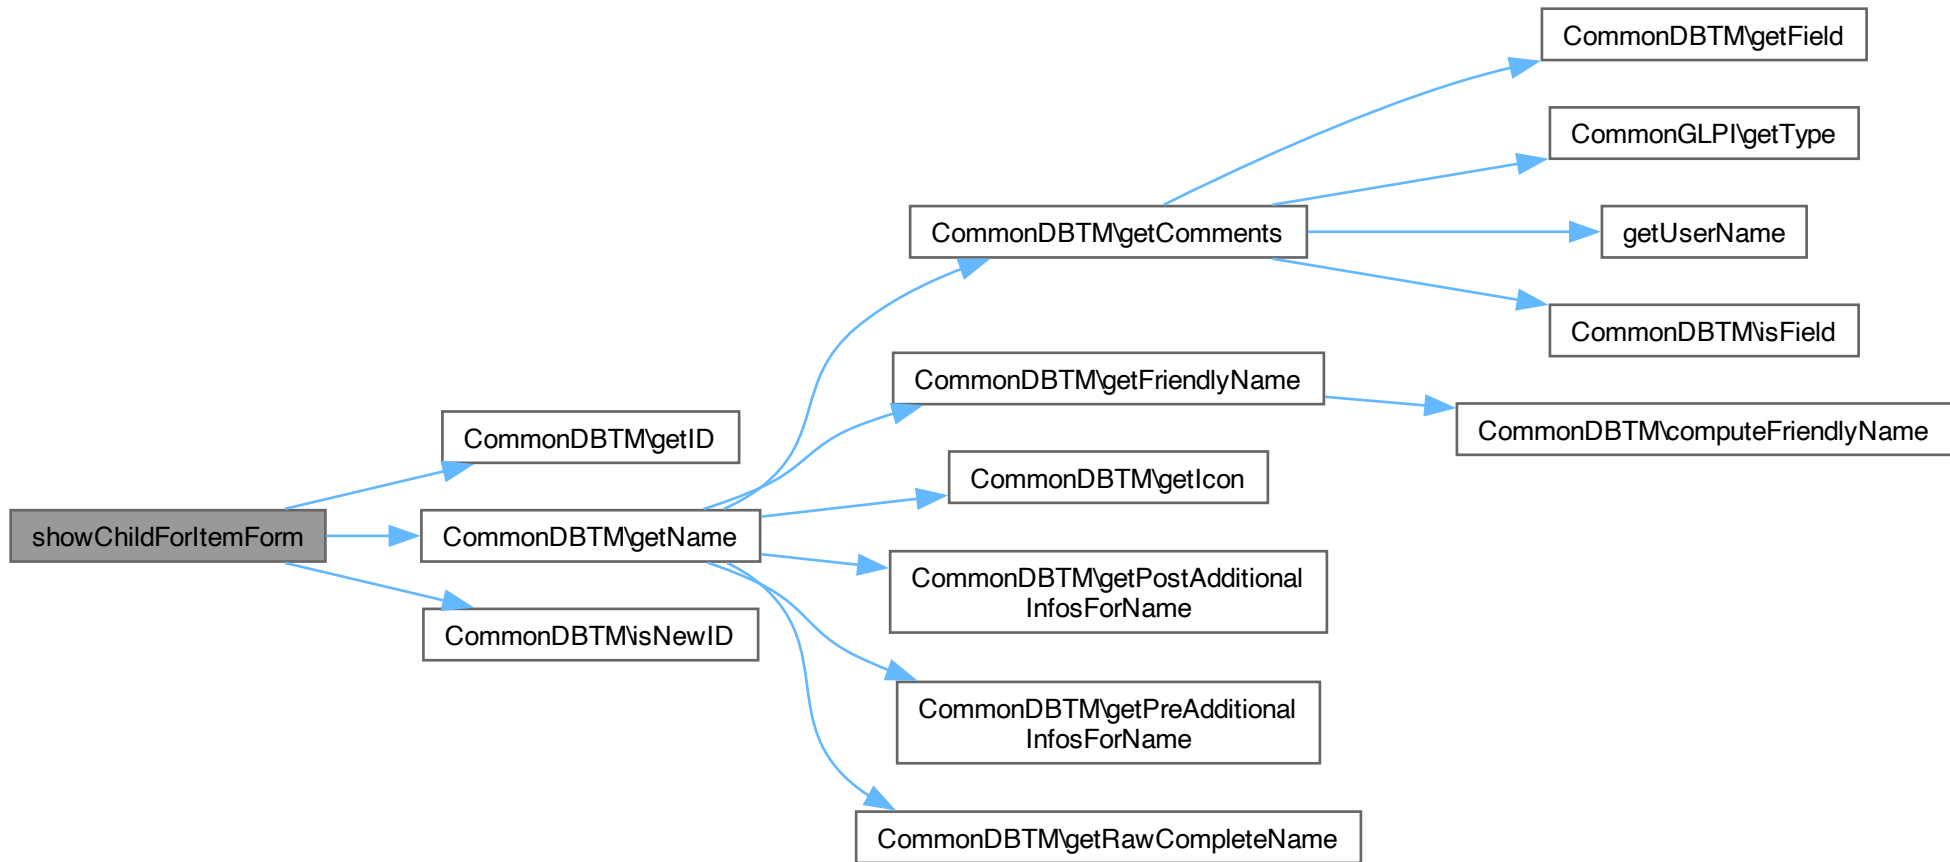 CommonDBTM\getField
CommonGLPI\getType
CommonDBTM\getComments
getUserName
CommonDBTM\isField
CommonDBTM\getFriendlyName
CommonDBTM\getID
CommonDBTM\computeFriendlyName
CommonDBTM\getIcon
showChildForItemForm
CommonDBTM\getName
CommonDBTM\getPostAdditional
InfosForName
CommonDBTM\isNewID
CommonDBTM\getPreAdditional
InfosForName
CommonDBTM\getRawCompleteName